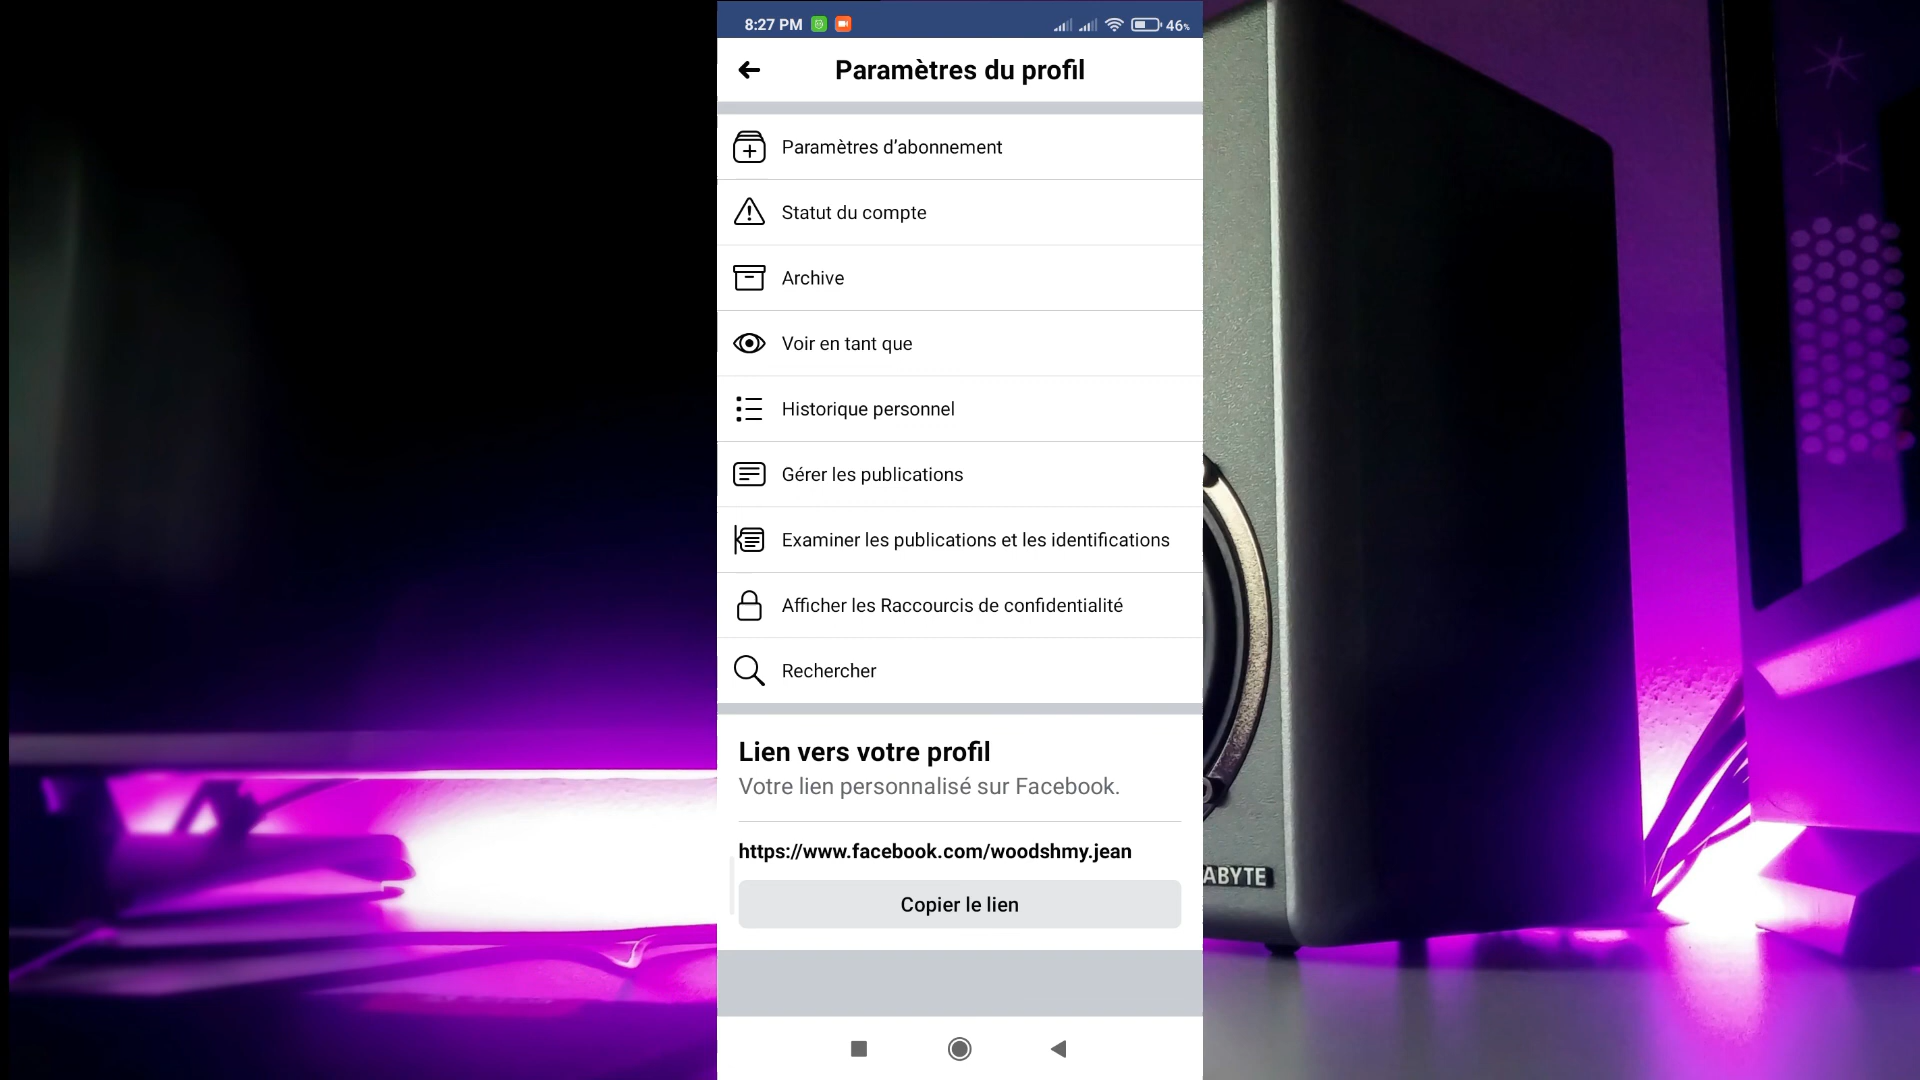 8:27 PM
46%
Paramètres du profil
Paramètres d’abonnement
Statut du compte
Archive
Voir en tant que
Historique personnel
Gérer les publications
Examiner les publications et les identifications
Afficher les Raccourcis de confidentialité
Rechercher
Lien vers votre profil
Votre lien personnalisé sur Facebook.
https://www.facebook.com/woodshmy.jean
Copier le lien
ABYTE